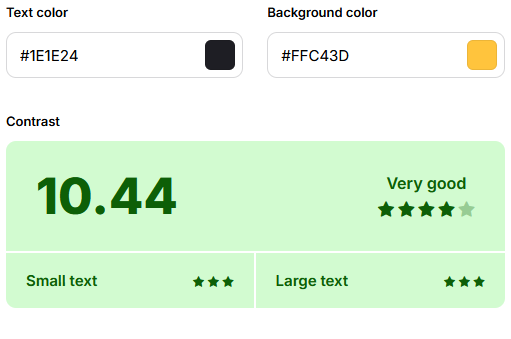 Text color
Background color
#1E1E24
#FFC43D
Contrast
10.44
Very good
Small text
Large text